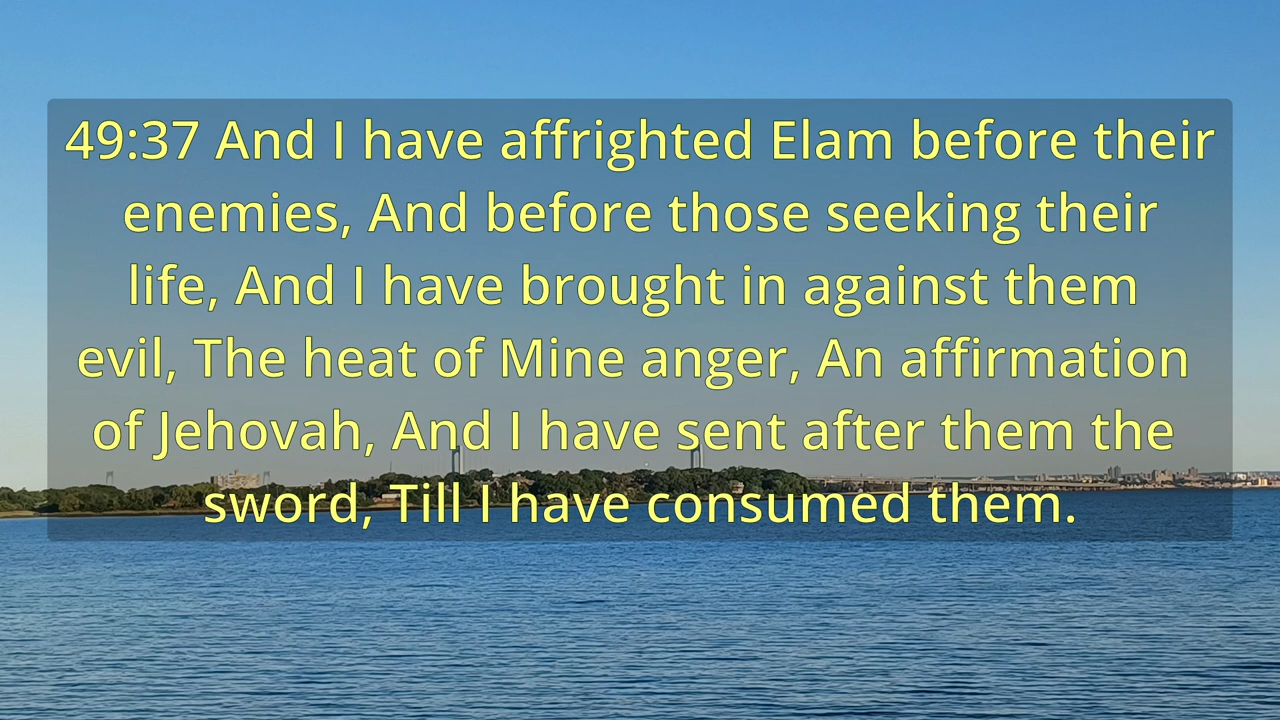 49:37 And I have affrighted Elam before their
enemies, And before those seeking their
life, And I have brought in against them
evil, The heat of Mine anger, An affirmation
of Jehovah, And I have sent after them the
sword, Till I have consumed them.